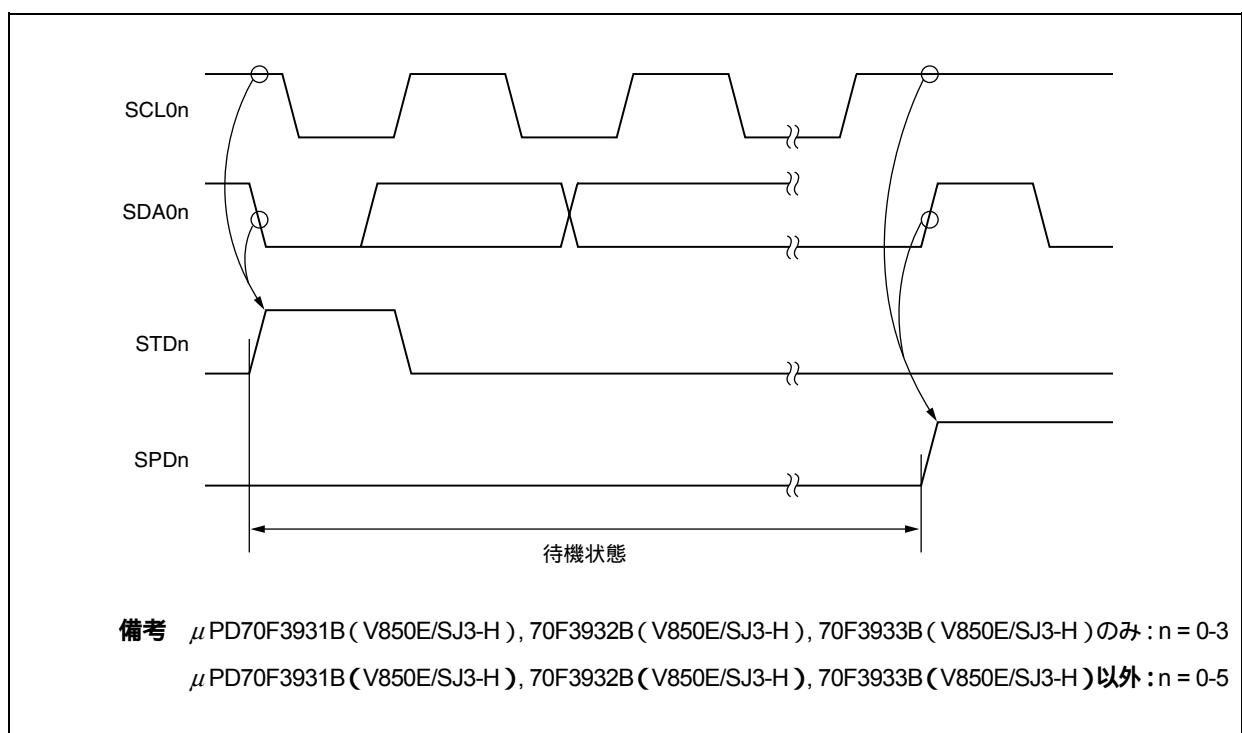 SCL0n
SDA0n
STDn
SPDn
待機状態
備考 μPD70F3931B(V850E/SJ3-H), 70F3932B(V850E/SJ3-H), 70F3933B(V850E/SJ3-H)のみ:n = 0-3
μPD70F3931B(V850E/SJ3-H), 70F3932B(V850E/SJ3-H), 70F3933B(V850E/SJ3-H)以外:n = 0-5